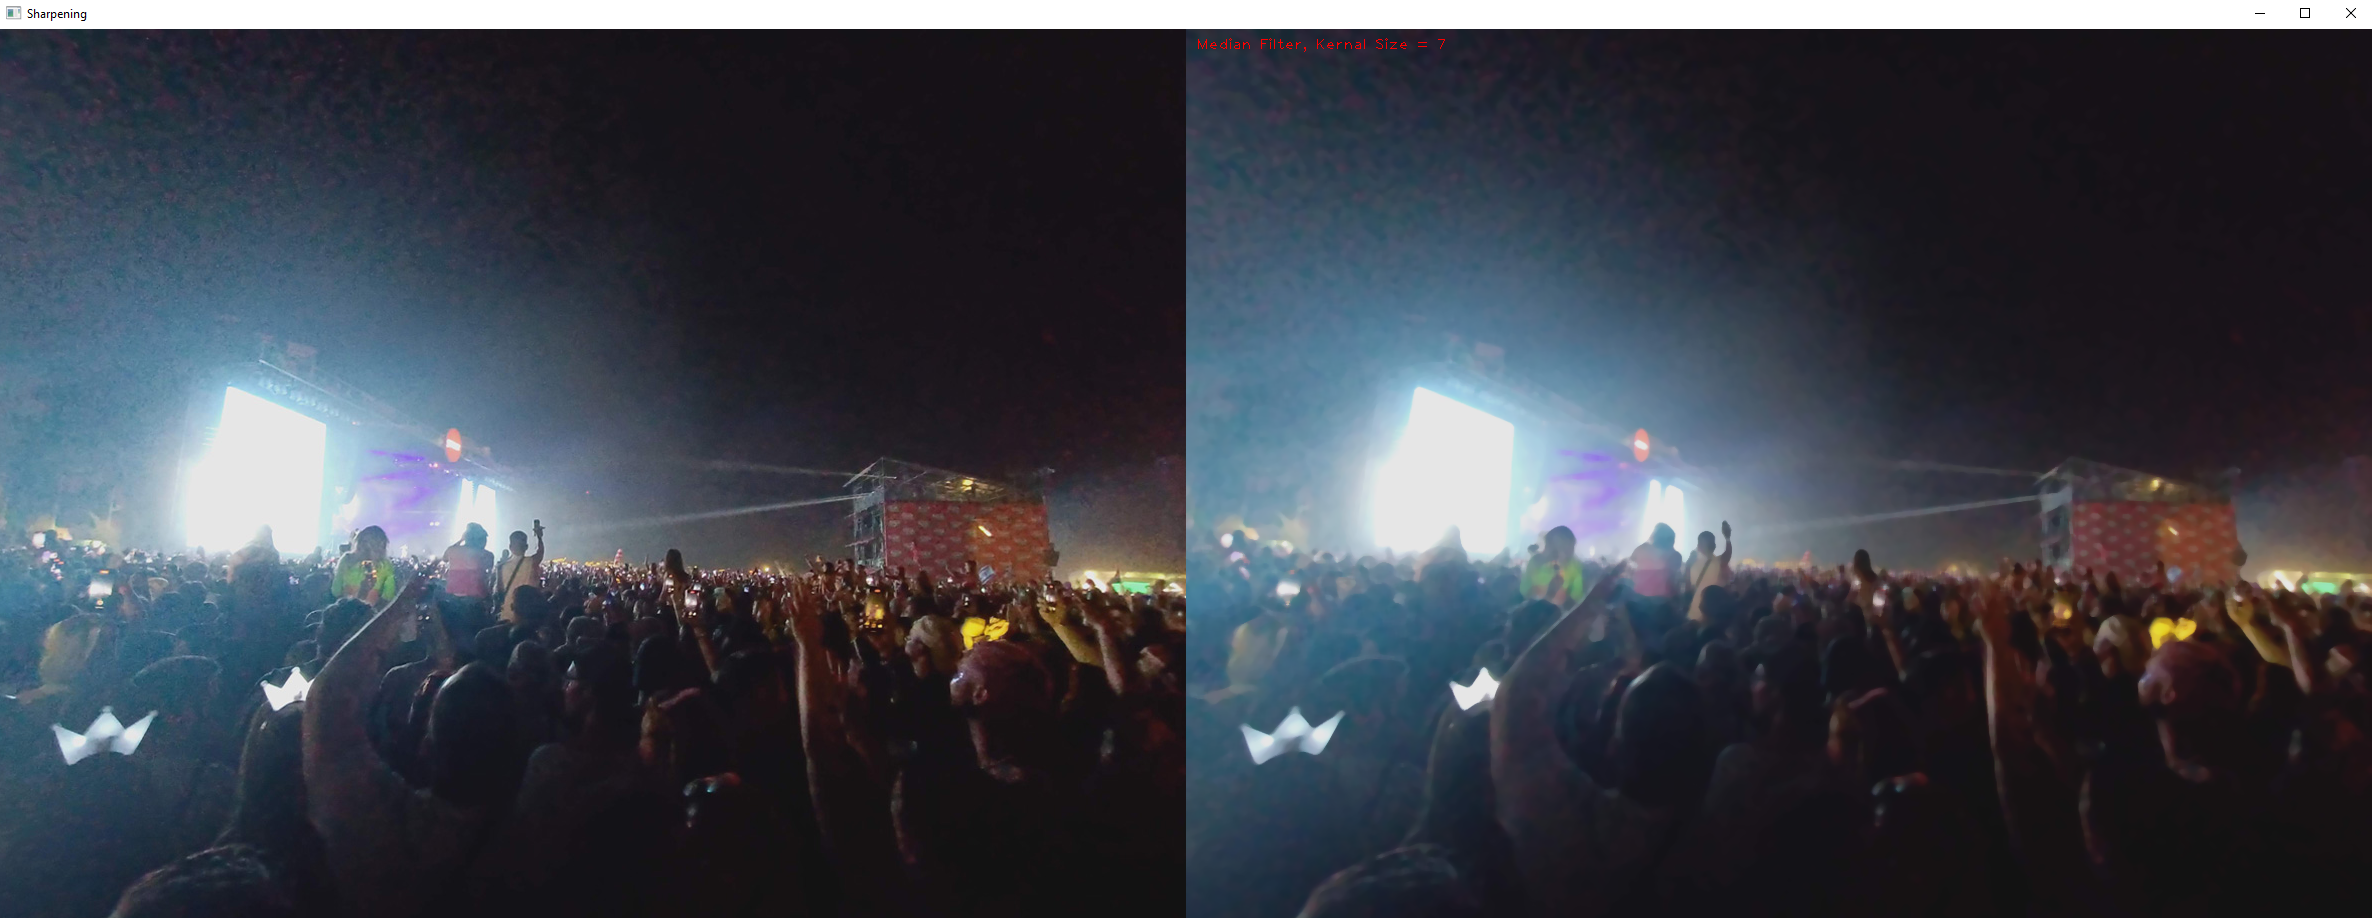 Sharpening
Median Filter, Kernal Size = 7